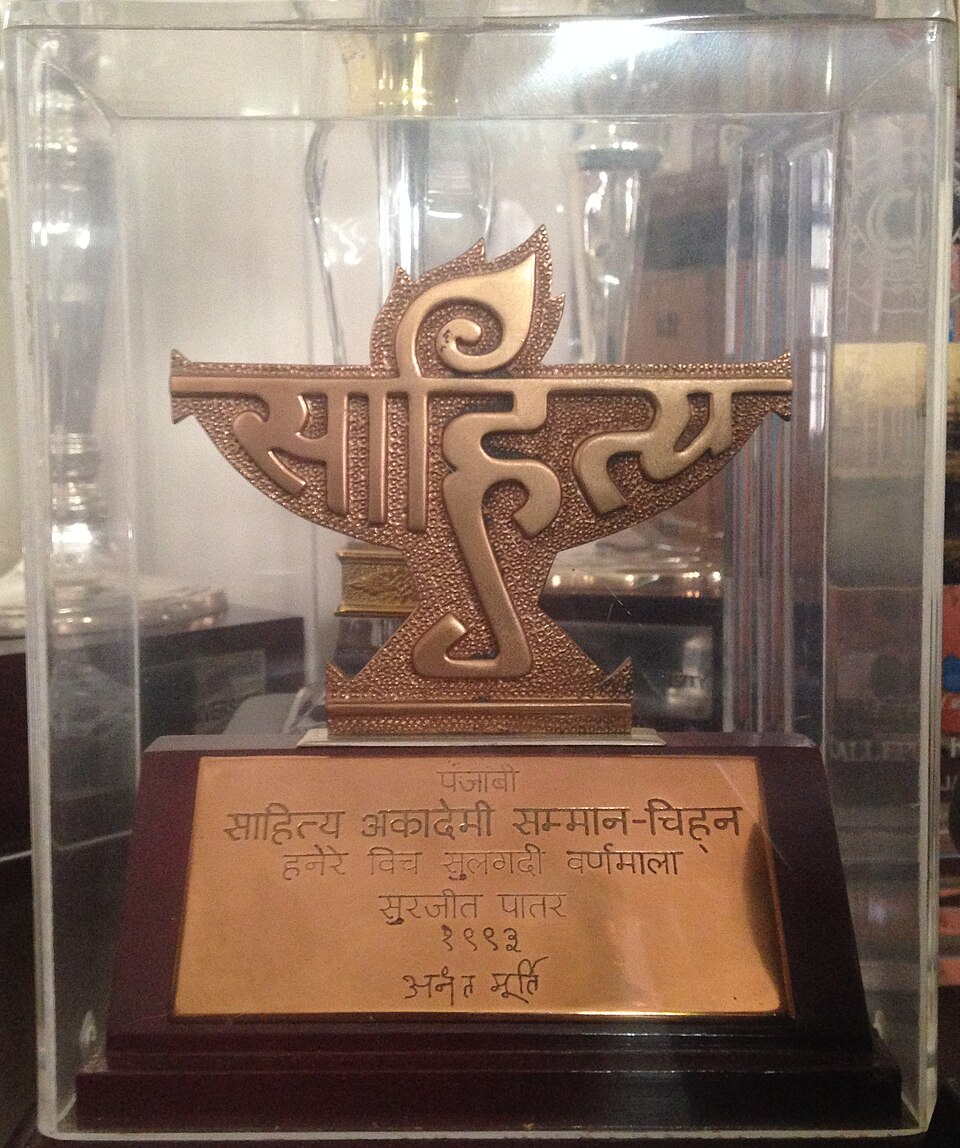 साहित्य
पंजाबी
साहित्य अकादेमी सम्मान-चिह्न
हनेरे विच सुलगदी वर्णमाला
सुरजीत पातर
१९९३
अनंत मूर्ति